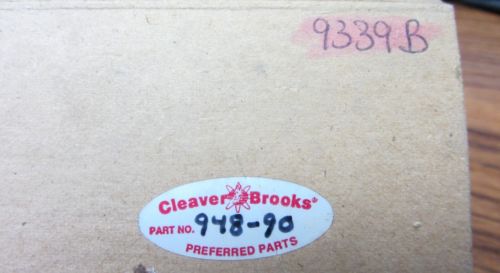 9339B
Cleaver Brooks®
PART NO. 948-90
PREFERRED PARTS